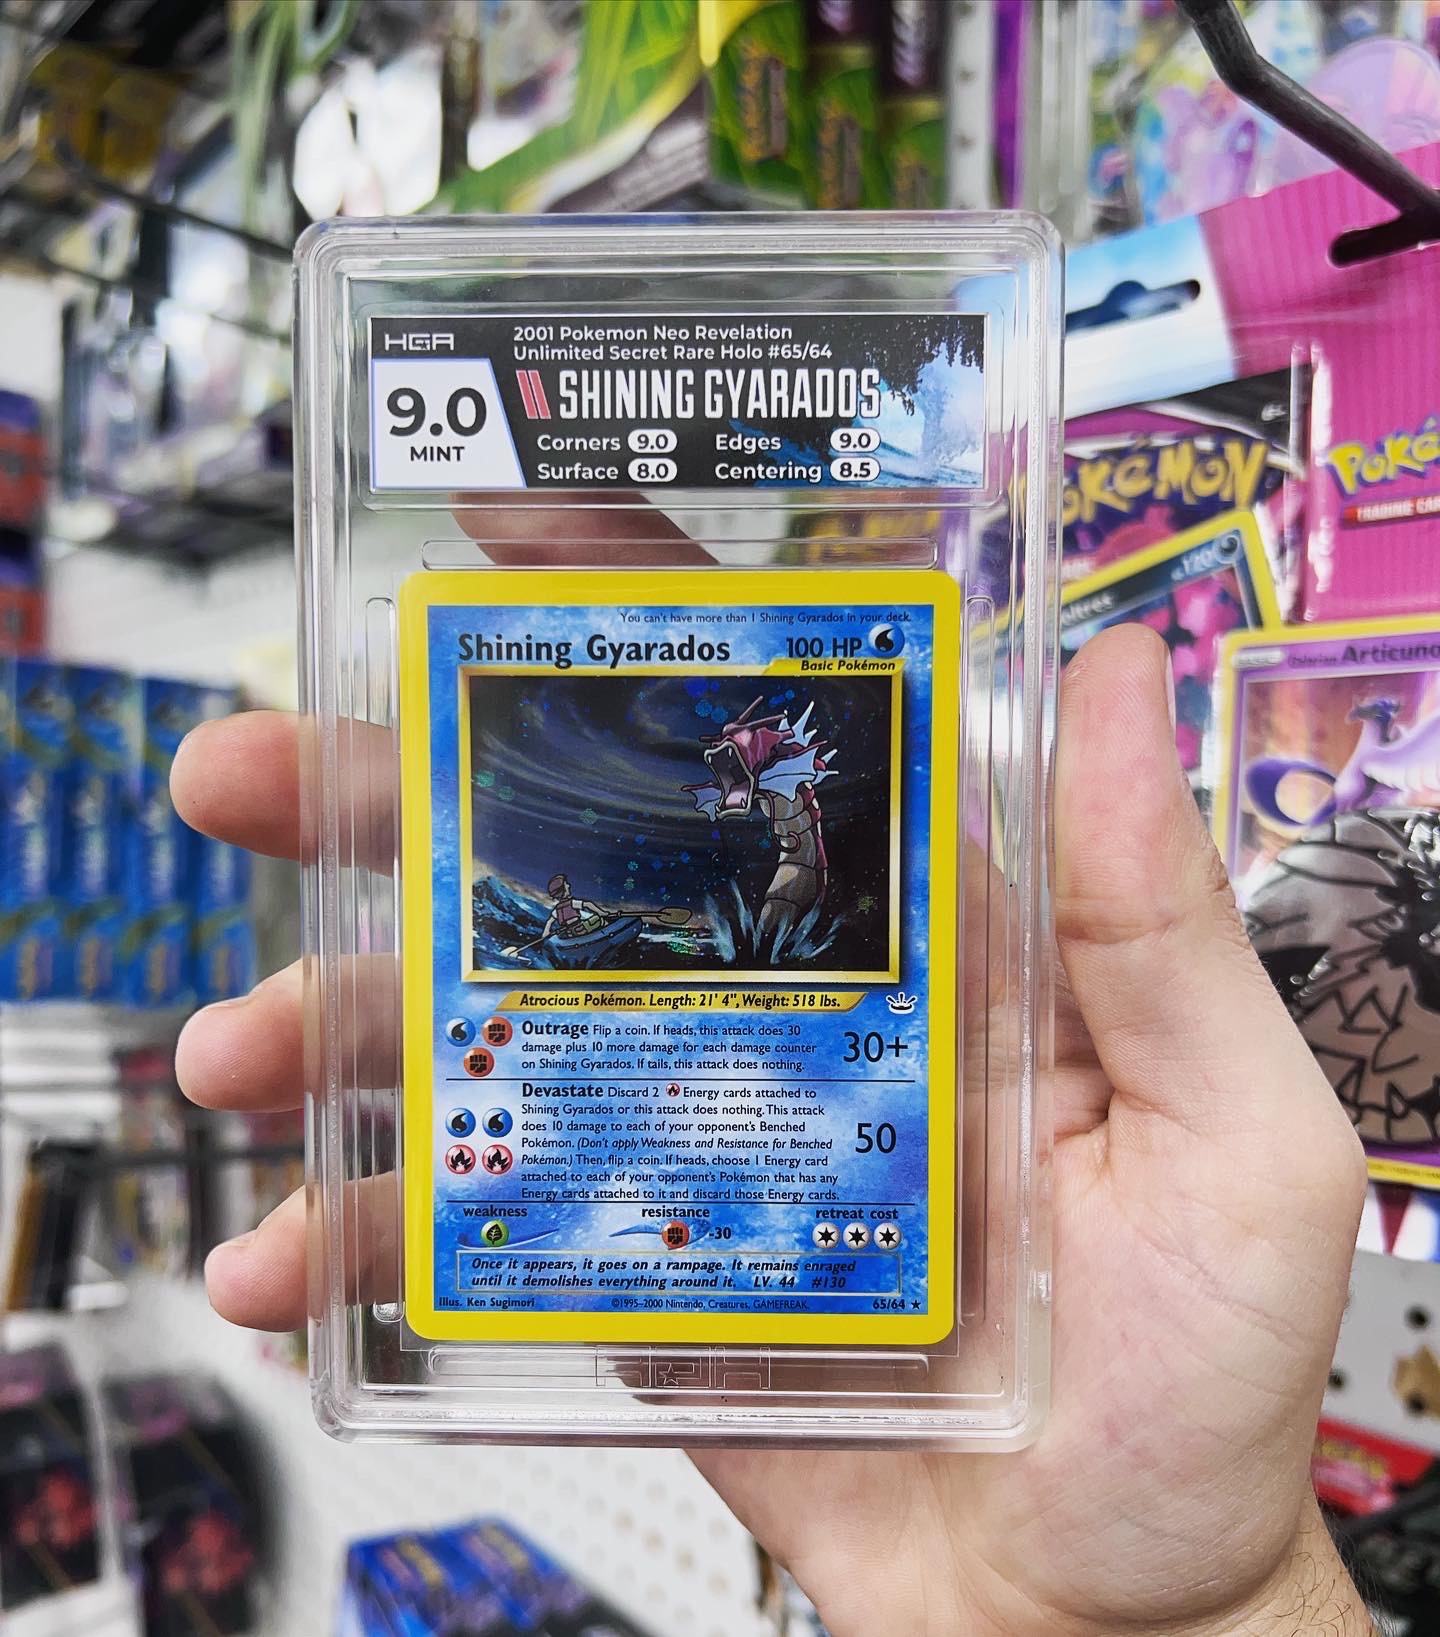 HGA
2001 Pokemon Neo Revelation
Unlimited Secret Rare Holo #65/64
SHINING GYARADOS
9.0
MINT
Corners 9.0 Edges 9.0
Surface 8.0 Centering 8.5
You can't have more than 1 Shining Gyarados in your deck.
Shining Gyarados 100 HP
Basic Pokémon
Atrocious Pokémon. Length: 21' 4", Weight: 518 lbs.
Outrage Flip a coin. If heads, this attack does 30
damage plus 10 more damage for each damage counter
on Shining Gyarados. If tails, this attack does nothing.
30+
Devastate Discard 2 Energy cards attached to
Shining Gyarados or this attack does nothing. This attack
does 10 damage to each of your opponent's Benched
Pokémon. (Don't apply Weakness and Resistance for Benched
Pokémon.) Then, flip a coin. If heads, choose 1 Energy card
attached to each of your opponent's Pokémon that has any
Energy cards attached to it and discard those Energy cards.
50
weakness resistance retreat cost
-30
Once it appears, it goes on a rampage. It remains enraged
until it demolishes everything around it. LV. 44 #130
Illus. Ken Sugimori ©1995-2000 Nintendo, Creatures, GAMEFREAK. 65/64 ★
HGA
POKéMON
Poké
TRADING CAR
120
Articuno